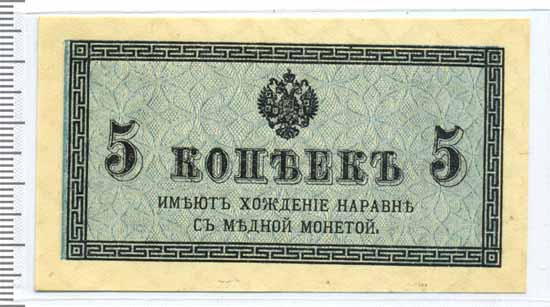 5 КОПѢЕКЪ 5
ИМѢЮТЪ ХОЖДЕНІЕ НАРАВНѢ
СЪ МѢДНОЙ МОНЕТОЙ.